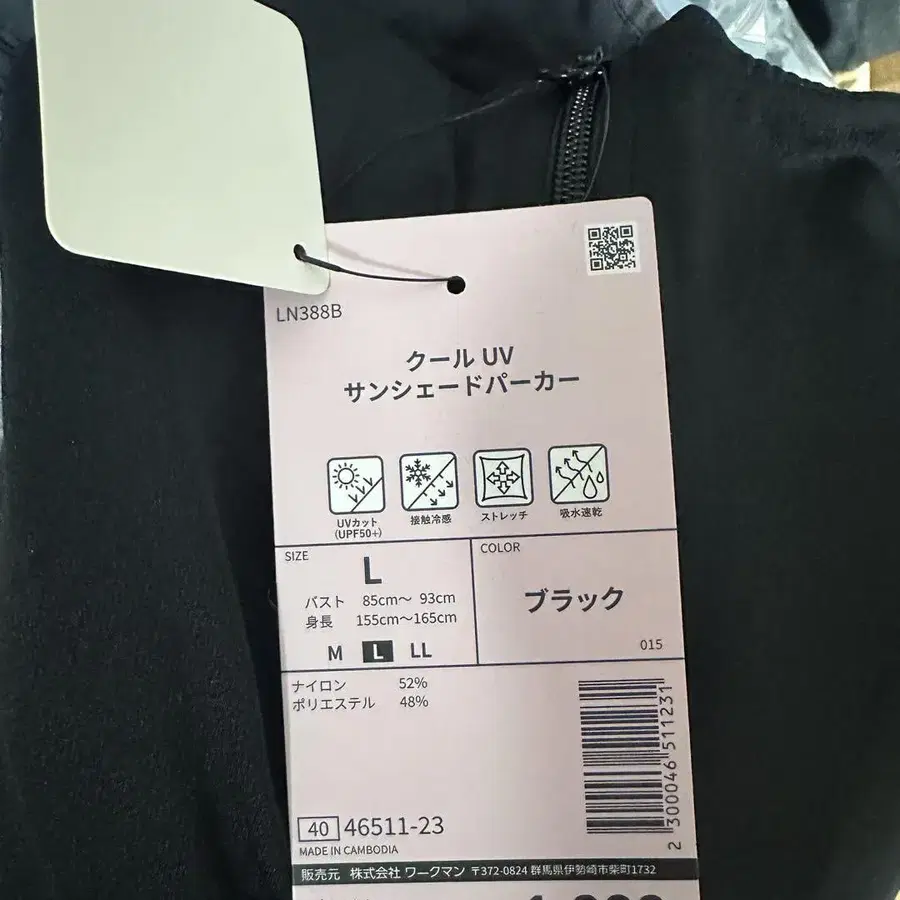 LN388B
クール UV
サンシェードパーカー
UVカット
(UPF50+)
接触冷感
ストレッチ
吸水速乾
SIZE
L
バスト 85cm〜 93cm
身長 155cm〜165cm
M L LL
COLOR
ブラック
015
ナイロン 52%
ポリエステル 48%
2 300046 511231
40 46511-23
MADE IN CAMBODIA
販売元 株式会社 ワークマン 〒372-0824 群馬県伊勢崎市柴町1732